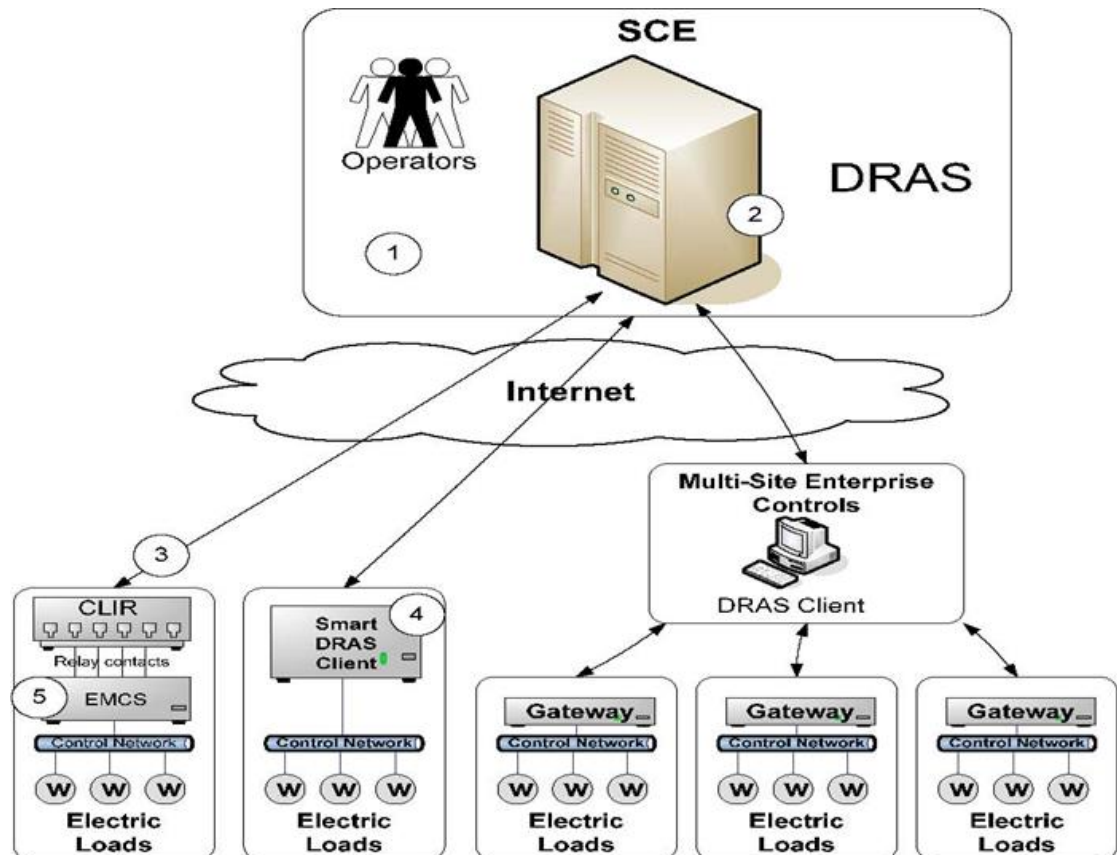 SCE
Operators
DRAS
1
2
Internet
Multi-Site Enterprise
Controls
DRAS Client
3
CLIR
Relay contacts
5
EMCS
Control Network
W W W
Electric
Loads
4
Smart
DRAS
Client
Control Network
W W W
Electric
Loads
Gateway
Control Network
W W W
Electric
Loads
Gateway
Control Network
W W W
Electric
Loads
Gateway
Control Network
W W W
Electric
Loads